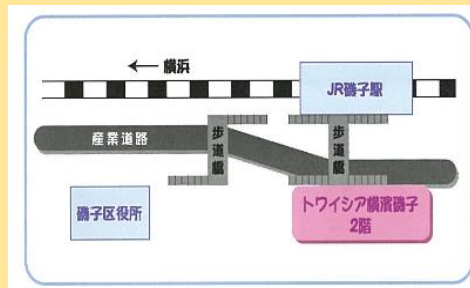 ← 横浜
JR磯子駅
産業道路
歩道橋
歩道橋
磯子区役所
トワイシア横濱磯子
2階